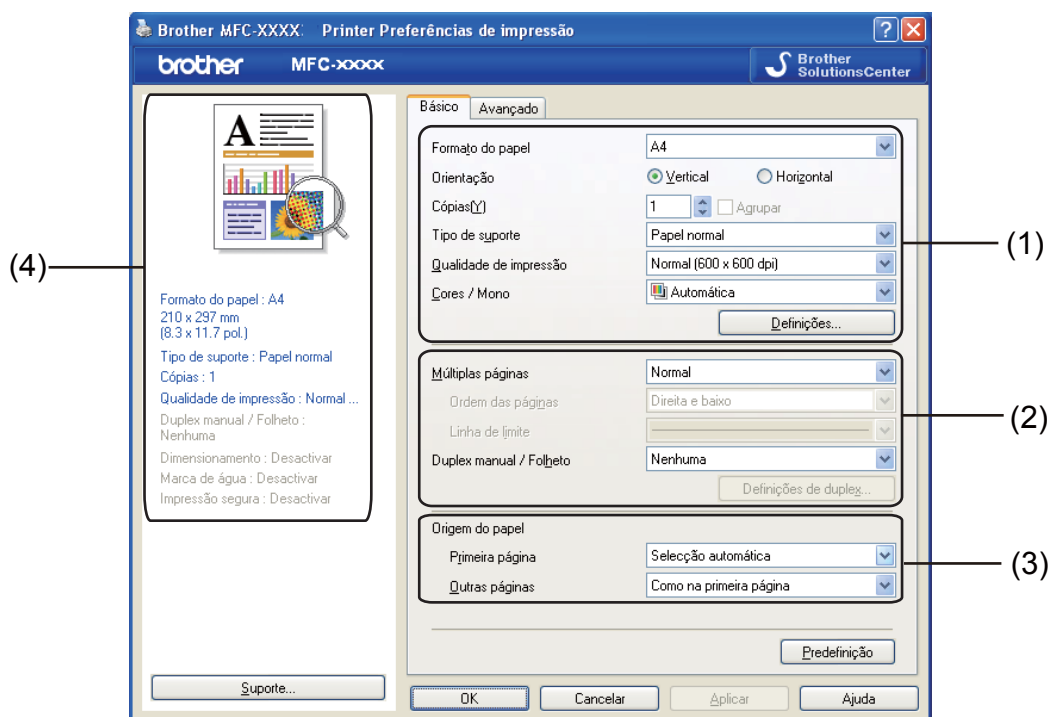 Brother MFC-XXXX: Printer Preferências de impressão
brother MFC-xxxx
Brother
SolutionsCenter
A
Formato do papel : A4
210 x 297 mm
(8.3 x 11.7 pol.)
Tipo de suporte : Papel normal
Cópias : 1
Qualidade de impressão : Normal ...
Duplex manual / Folheto :
Nenhuma
Dimensionamento : Desactivar
Marca de água : Desactivar
Impressão segura : Desactivar
(4)
Suporte...
Básico Avançado
Formato do papel A4
Orientação Vertical Horizontal
Cópias(Y) 1 Agrupar
Tipo de suporte Papel normal
Qualidade de impressão Normal (600 x 600 dpi)
Cores / Mono Automática
Definições...
(1)
Múltiplas páginas Normal
Ordem das páginas Direita e baixo
Linha de limite
Duplex manual / Folheto Nenhuma
Definições de duplex...
(2)
Origem do papel
Primeira página Selecção automática
Outras páginas Como na primeira página
(3)
Predefinição
OK Cancelar Aplicar Ajuda